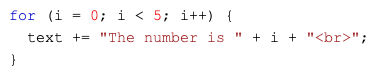 for (i = 0; i < 5; i++) {
  text += "The number is " + i + "<br>";
}